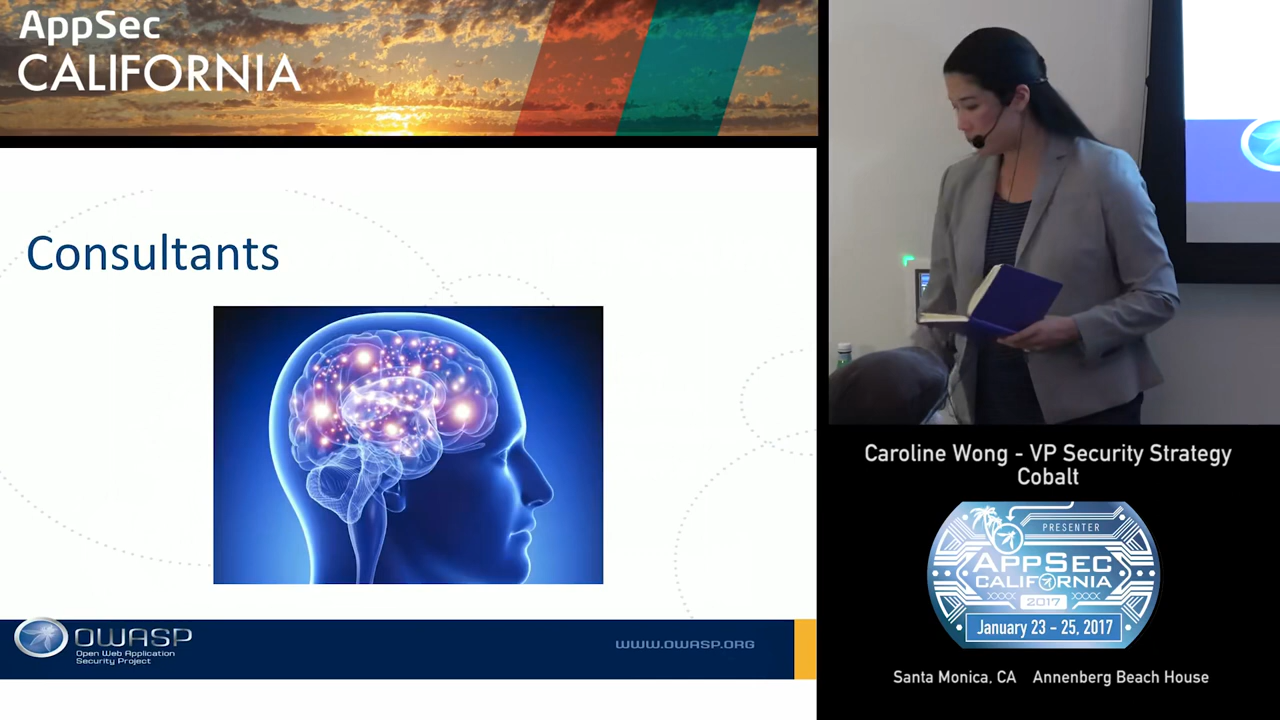 AppSec
CALIFORNIA
Consultants
OWASP
Open Web Application
Security Project
WWW.OWASP.ORG
Caroline Wong - VP Security Strategy
Cobalt
PRESENTER
APPSEC
CALIFORNIA
2017
January 23 - 25, 2017
Santa Monica, CA Annenberg Beach House